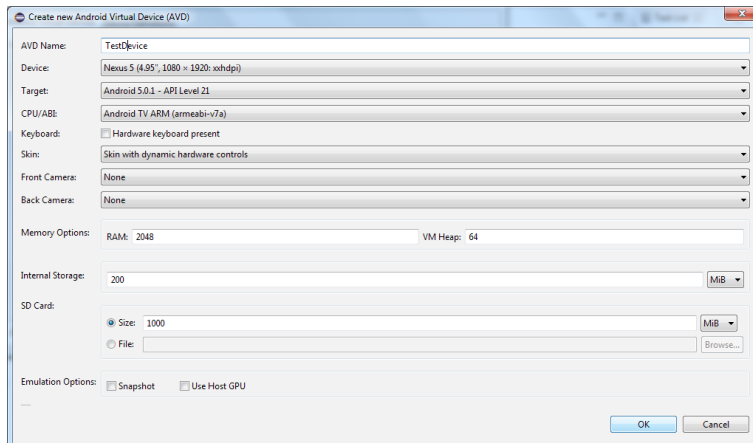 Create new Android Virtual Device (AVD)
AVD Name: TestDevice
Device: Nexus 5 (4.95", 1080 × 1920: xxhdpi)
Target: Android 5.0.1 - API Level 21
CPU/ABI: Android TV ARM (armeabi-v7a)
Keyboard: Hardware keyboard present
Skin: Skin with dynamic hardware controls
Front Camera: None
Back Camera: None
Memory Options: RAM: 2048 VM Heap: 64
Internal Storage: 200 MiB
SD Card:
Size: 1000 MiB
File: Browse...
Emulation Options: Snapshot Use Host GPU
OK Cancel